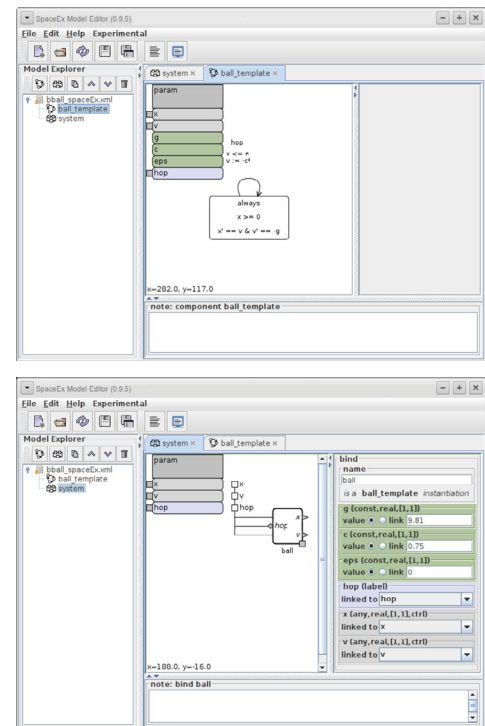 SpaceEx Model Editor (0.9.5)
File Edit Help Experimental
Model Explorer
system ×
ball_template ×
bball_spaceEx.xml
ball_template
system
param
x
v
g
c
eps
hop
hop
always
x >= 0
x' == v & v' == -g
x=282.0, y=117.0
note: component ball_template
SpaceEx Model Editor (0.9.5)
File Edit Help Experimental
Model Explorer
system ×
ball_template ×
bball_spaceEx.xml
ball_template
system
param
x
v
hop
x
v
hop
x
hop
v
ball
x=188.0, y=-16.0
bind
name
ball
is a ball_template instantiation
g (const,real,[1,1])
value link 9.81
c (const,real,[1,1])
value link 0.75
eps (const,real,[1,1])
value link 0
hop (label)
linked to hop
x (any,real,[1,1],ctrl)
linked to x
v (any,real,[1,1],ctrl)
linked to v
note: bind ball